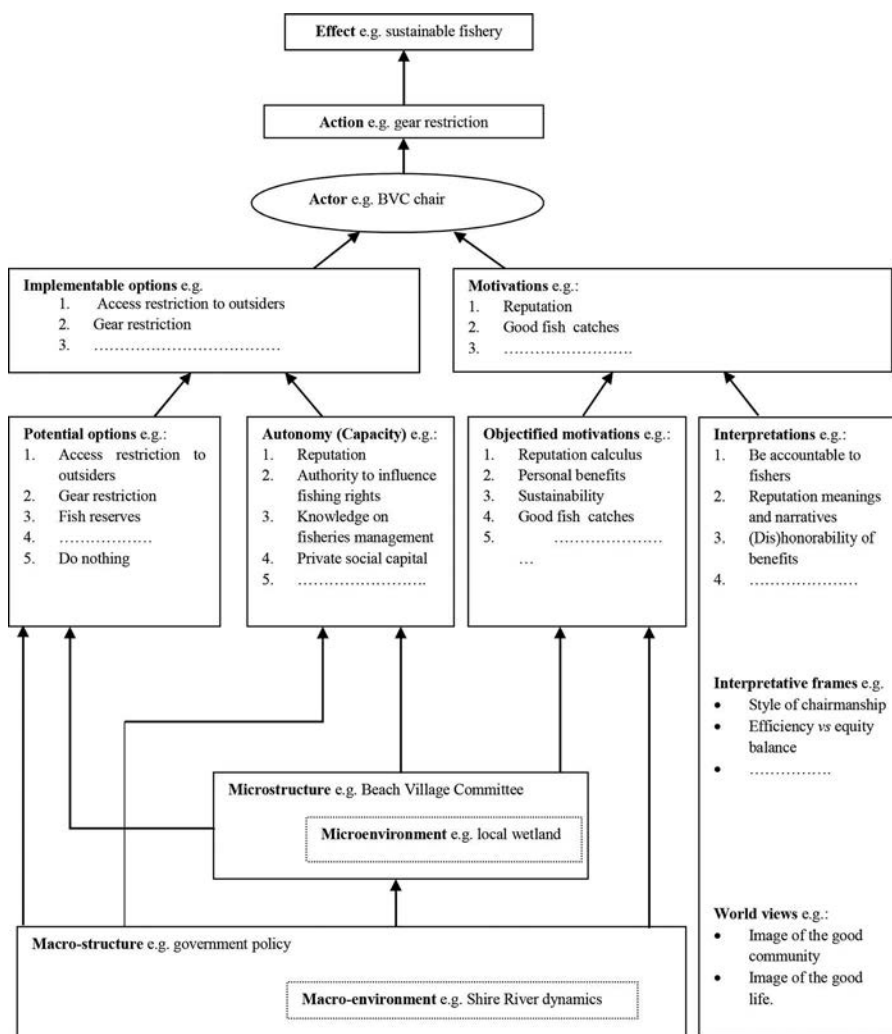 Effect e.g. sustainable fishery
Action e.g. gear restriction
Actor e.g. BVC chair
Implementable options e.g.
1. Access restriction to outsiders
2. Gear restriction
3. ……………………………
Motivations e.g.:
1. Reputation
2. Good fish catches
3. ……………………
Potential options e.g.:
1. Access restriction to
outsiders
2. Gear restriction
3. Fish reserves
4. ………………
5. Do nothing
Autonomy (Capacity) e.g.:
1. Reputation
2. Authority to influence
fishing rights
3. Knowledge on
fisheries management
4. Private social capital
5. ……………………
Objectified motivations e.g.:
1. Reputation calculus
2. Personal benefits
3. Sustainability
4. Good fish catches
5. …………………
…
Interpretations e.g.:
1. Be accountable to
fishers
2. Reputation meanings
and narratives
3. (Dis)honorability of
benefits
4. …………………
Interpretative frames e.g.
• Style of chairmanship
• Efficiency vs equity
balance
• ……………
Microstructure e.g. Beach Village Committee
Microenvironment e.g. local wetland
World views e.g.:
• Image of the good
community
• Image of the good
life.
Macro-structure e.g. government policy
Macro-environment e.g. Shire River dynamics